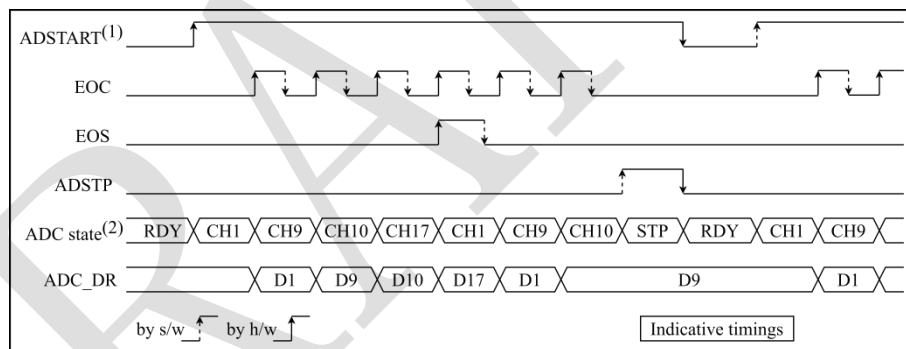 ADSTART(1)
EOC
EOS
ADSTP
ADC state(2) RDY CH1 CH9 CH10 CH17 CH1 CH9 CH10 STP RDY CH1 CH9
ADC_DR D1 D9 D10 D17 D1 D9 D1
by s/w by h/w Indicative timings